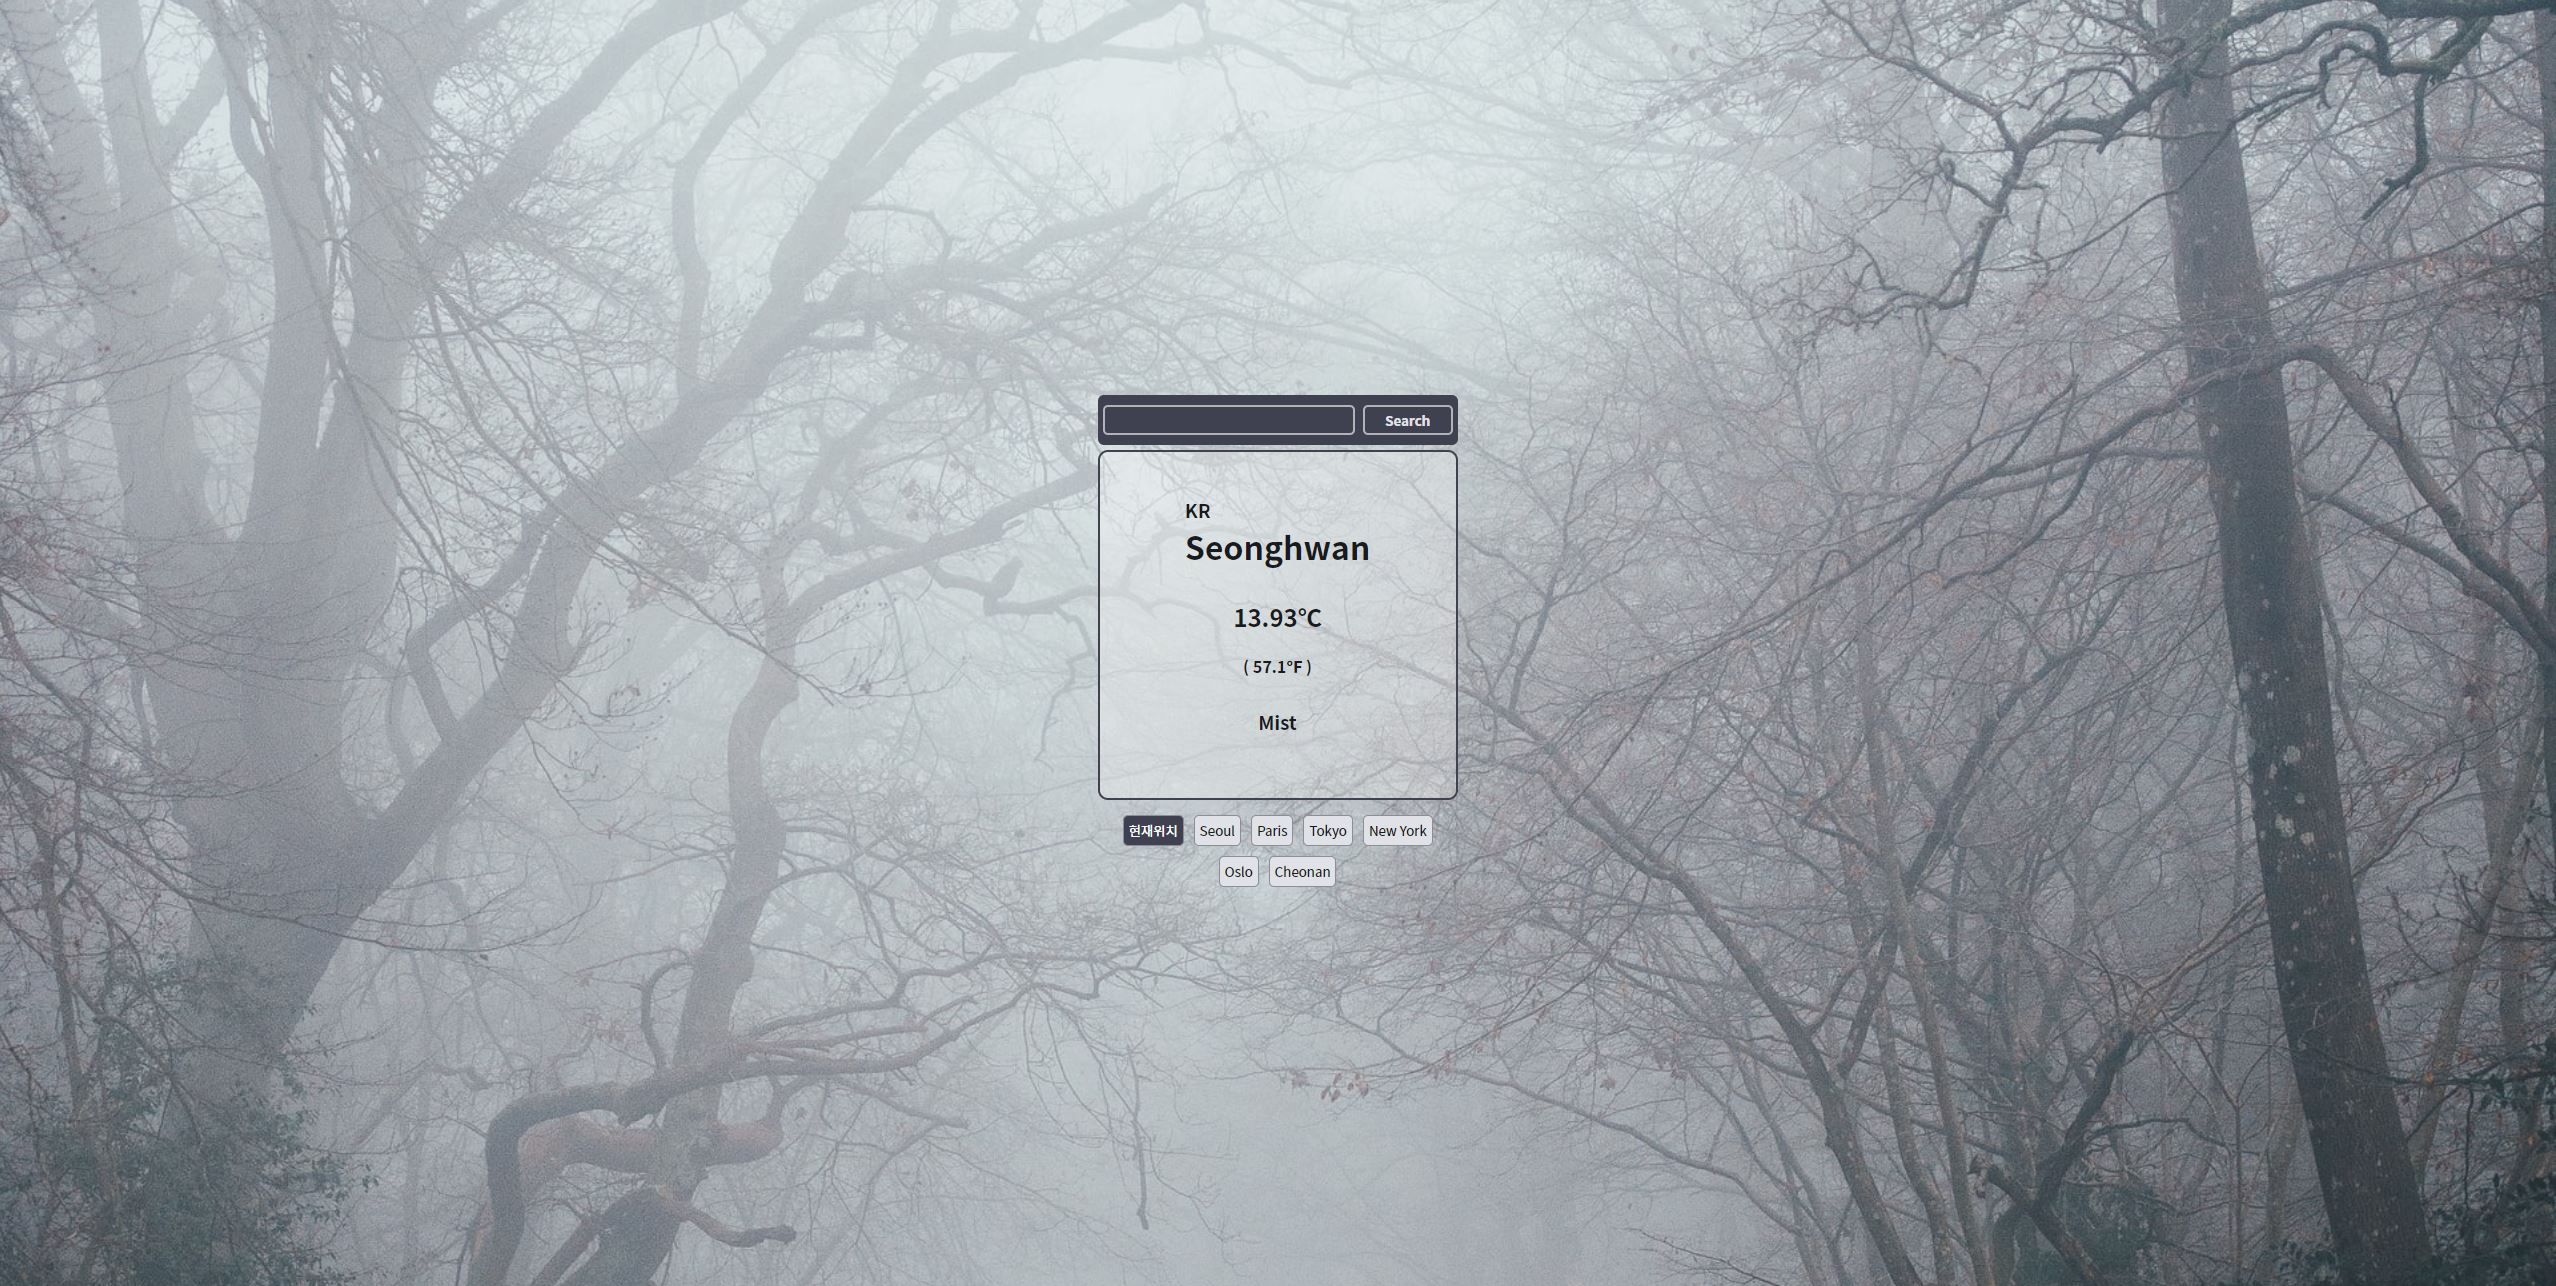 Search
KR
Seonghwan
13.93℃
( 57.1°F )
Mist
현재위치 Seoul Paris Tokyo New York
Oslo Cheonan